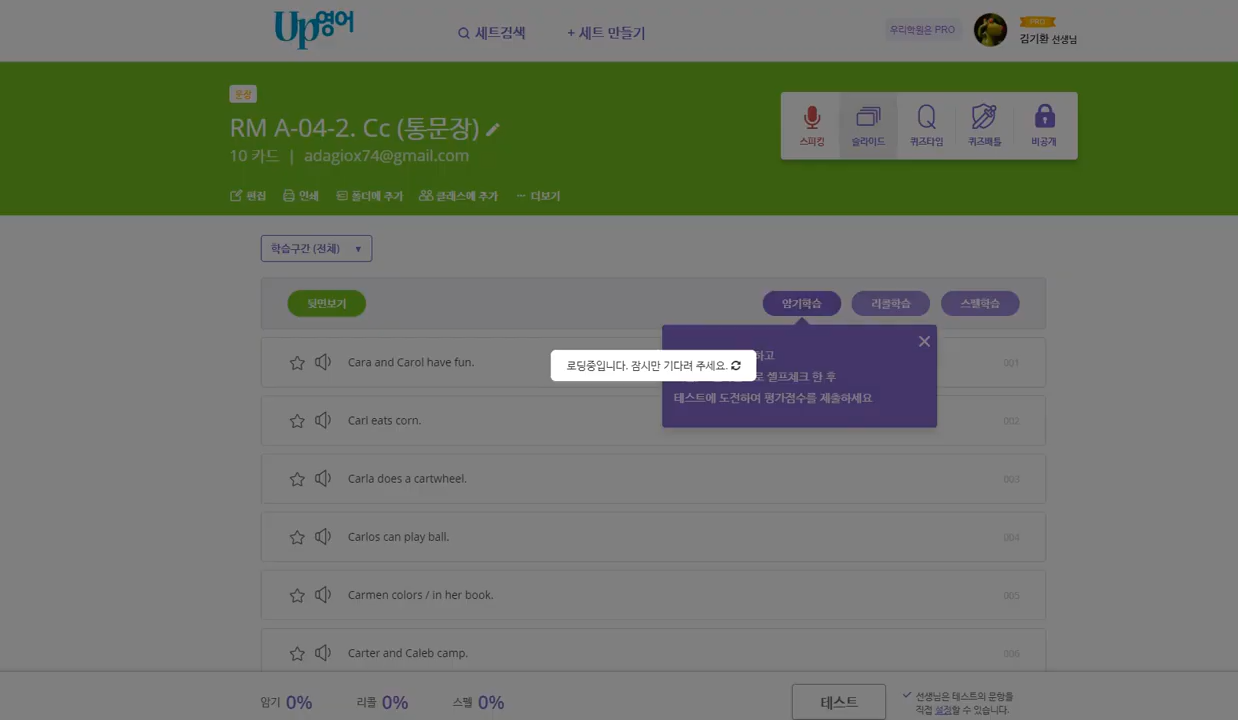 Up영어
세트검색
+ 세트 만들기
우리학원은 PRO
PRO
김기환 선생님
문장
RM A-04-2. Cc (통문장)
10 카드 | adagiox74@gmail.com
편집
인쇄
폴더에 추가
클래스에 추가
··· 더보기
스피킹
슬라이드
퀴즈타임
퀴즈배틀
비공개
학습구간 (전체) ▼
뒷면보기
암기학습
리콜학습
스펠학습
하고
로 셀프체크 한 후
테스트에 도전하여 평가점수를 제출하세요
로딩중입니다. 잠시만 기다려 주세요.
Cara and Carol have fun.
001
Carl eats corn.
002
Carla does a cartwheel.
003
Carlos can play ball.
004
Carmen colors / in her book.
005
Carter and Caleb camp.
006
암기 0%
리콜 0%
스펠 0%
테스트
선생님은 테스트의 문항을
직접 설정할 수 있습니다.